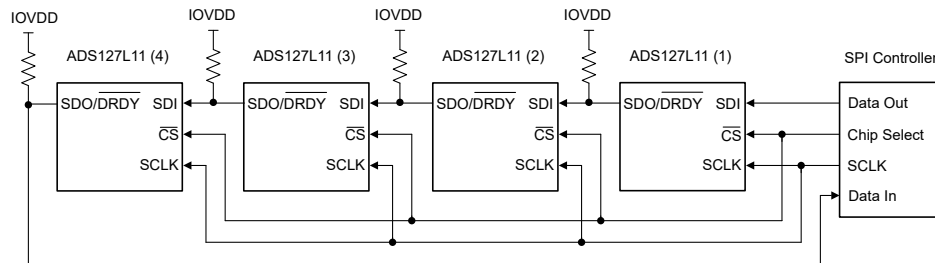 IOVDD IOVDD IOVDD IOVDD
ADS127L11 (4) ADS127L11 (3) ADS127L11 (2) ADS127L11 (1) SPI Controller
SDO/DRDY SDI SDO/DRDY SDI SDO/DRDY SDI SDO/DRDY SDI Data Out
CS CS CS CS Chip Select
SCLK SCLK SCLK SCLK SCLK
Data In